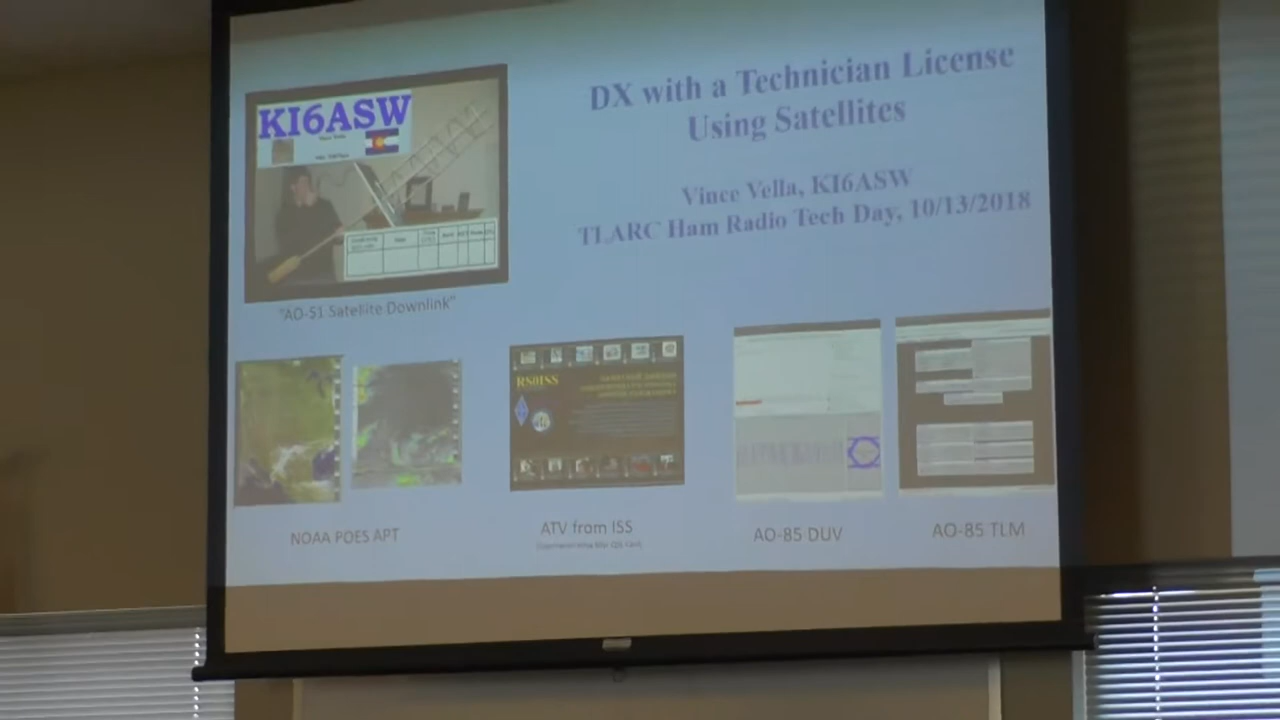 DX with a Technician License
Using Satellites
Vince Vella, KI6ASW
TLARC Ham Radio Tech Day, 10/13/2018
KI6ASW
"AO-51 Satellite Downlink"
RS0ISS
NOAA POES APT
ATV from ISS
AO-85 DUV
AO-85 TLM